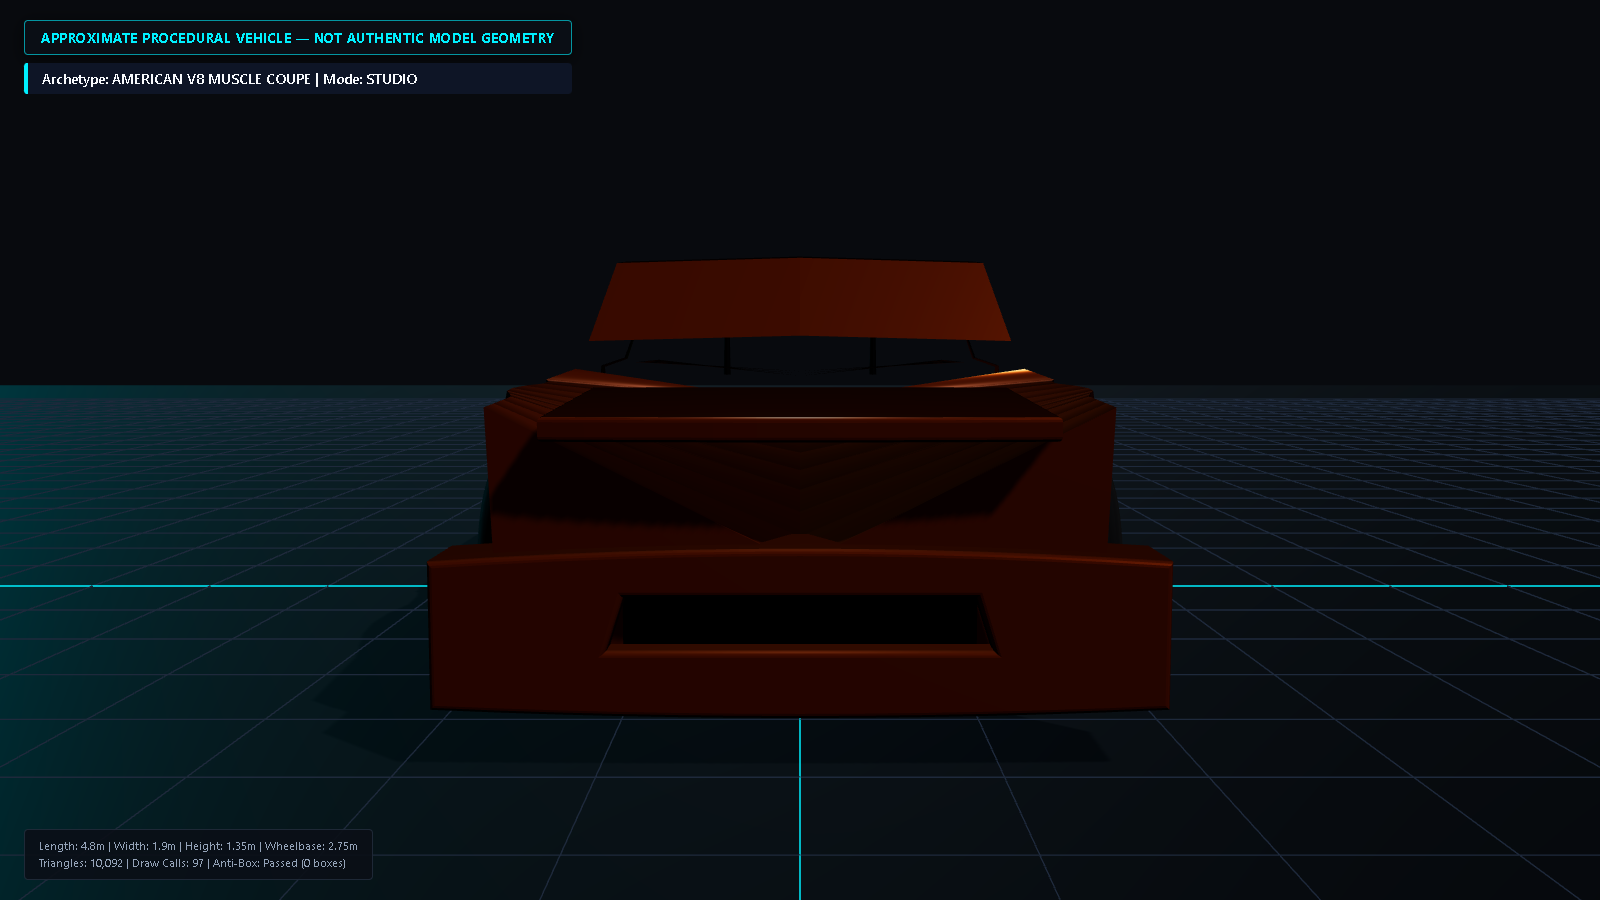 APPROXIMATE PROCEDURAL VEHICLE — NOT AUTHENTIC MODEL GEOMETRY
Archetype: AMERICAN V8 MUSCLE COUPE | Mode: STUDIO
Length: 4.8m | Width: 1.9m | Height: 1.35m | Wheelbase: 2.75m
Triangles: 10,092 | Draw Calls: 97 | Anti-Box: Passed (0 boxes)